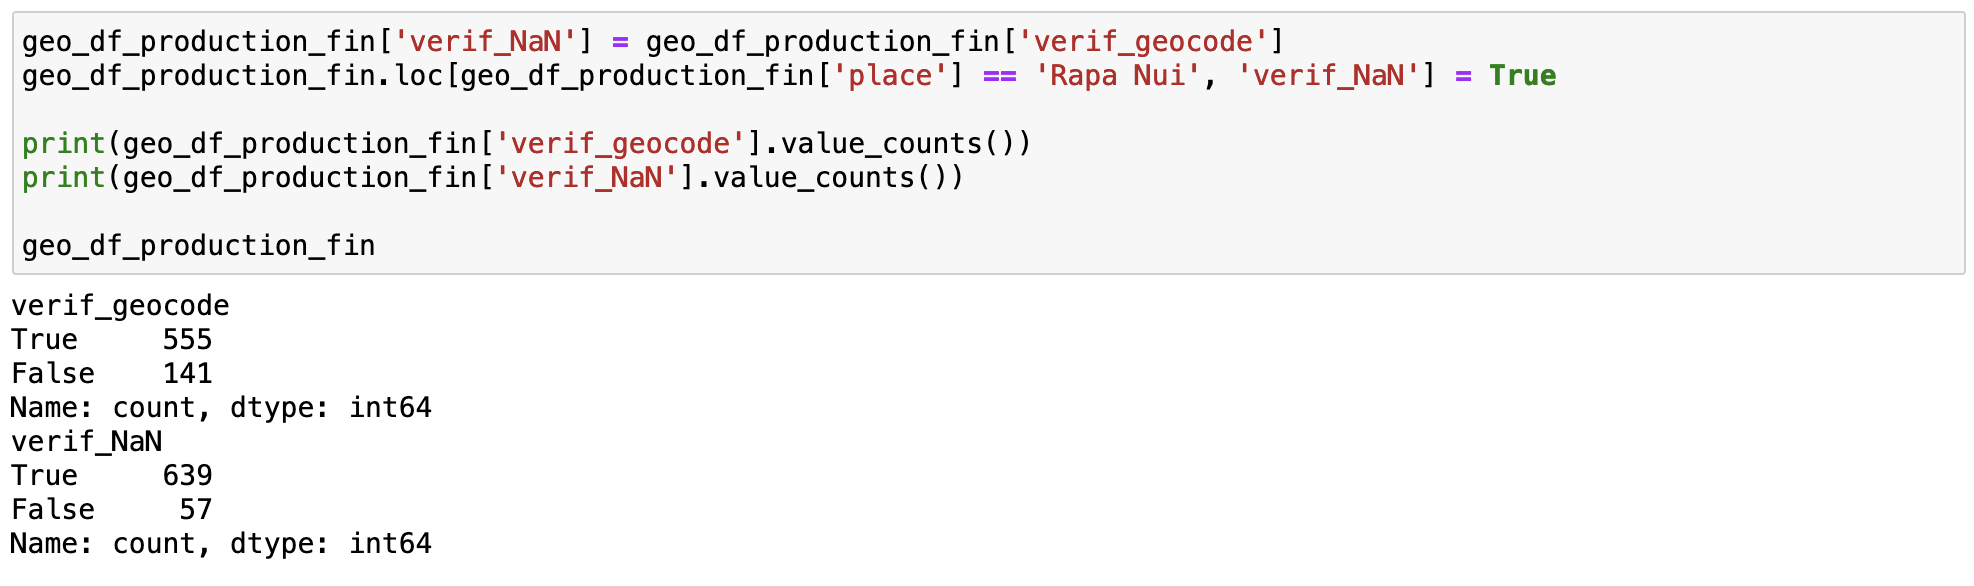 geo_df_production_fin['verif_NaN'] = geo_df_production_fin['verif_geocode']
geo_df_production_fin.loc[geo_df_production_fin['place'] == 'Rapa Nui', 'verif_NaN'] = True
print(geo_df_production_fin['verif_geocode'].value_counts())
print(geo_df_production_fin['verif_NaN'].value_counts())
geo_df_production_fin
verif_geocode
True     555
False    141
Name: count, dtype: int64
verif_NaN
True     639
False     57
Name: count, dtype: int64